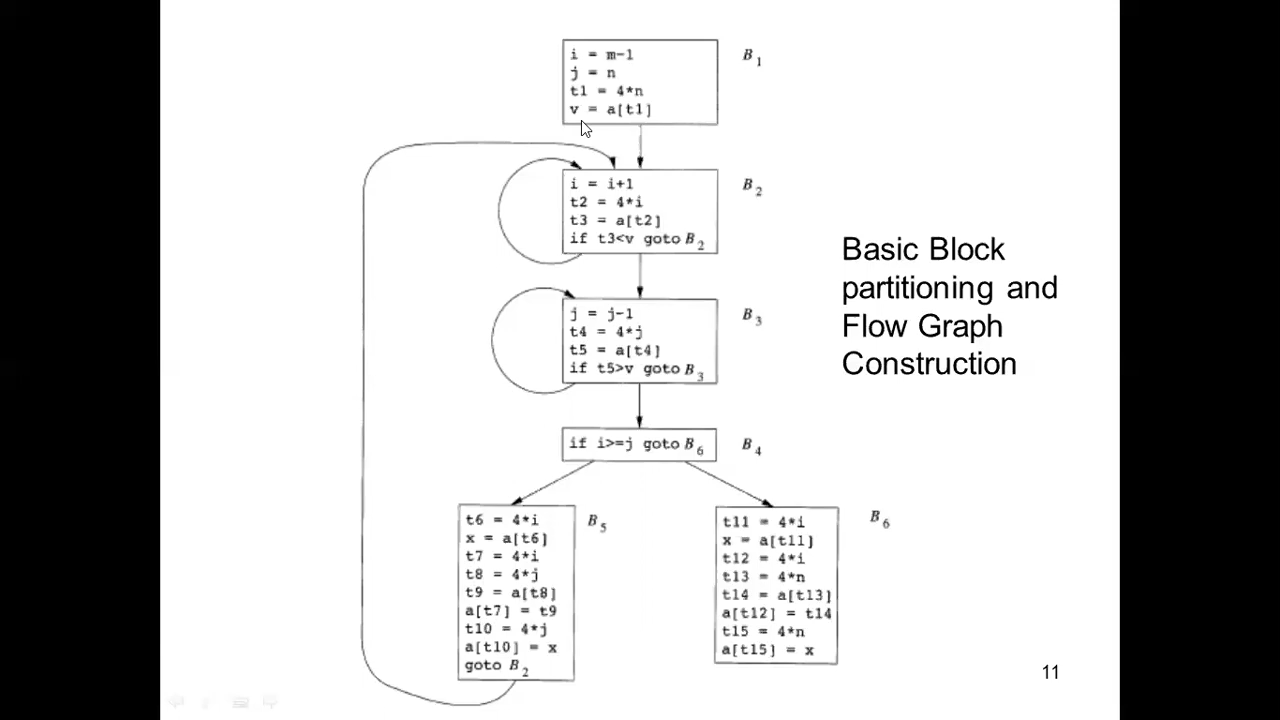 i = m-1
j = n
t1 = 4*n
v = a[t1]
B1
i = i+1
t2 = 4*i
t3 = a[t2]
if t3<v goto B2
B2
j = j-1
t4 = 4*j
t5 = a[t4]
if t5>v goto B3
B3
Basic Block
partitioning and
Flow Graph
Construction
if i>=j goto B6
B4
t6 = 4*i
x = a[t6]
t7 = 4*i
t8 = 4*j
t9 = a[t8]
a[t7] = t9
t10 = 4*j
a[t10] = x
goto B2
B5
t11 = 4*i
x = a[t11]
t12 = 4*i
t13 = 4*n
t14 = a[t13]
a[t12] = t14
t15 = 4*n
a[t15] = x
B6
11